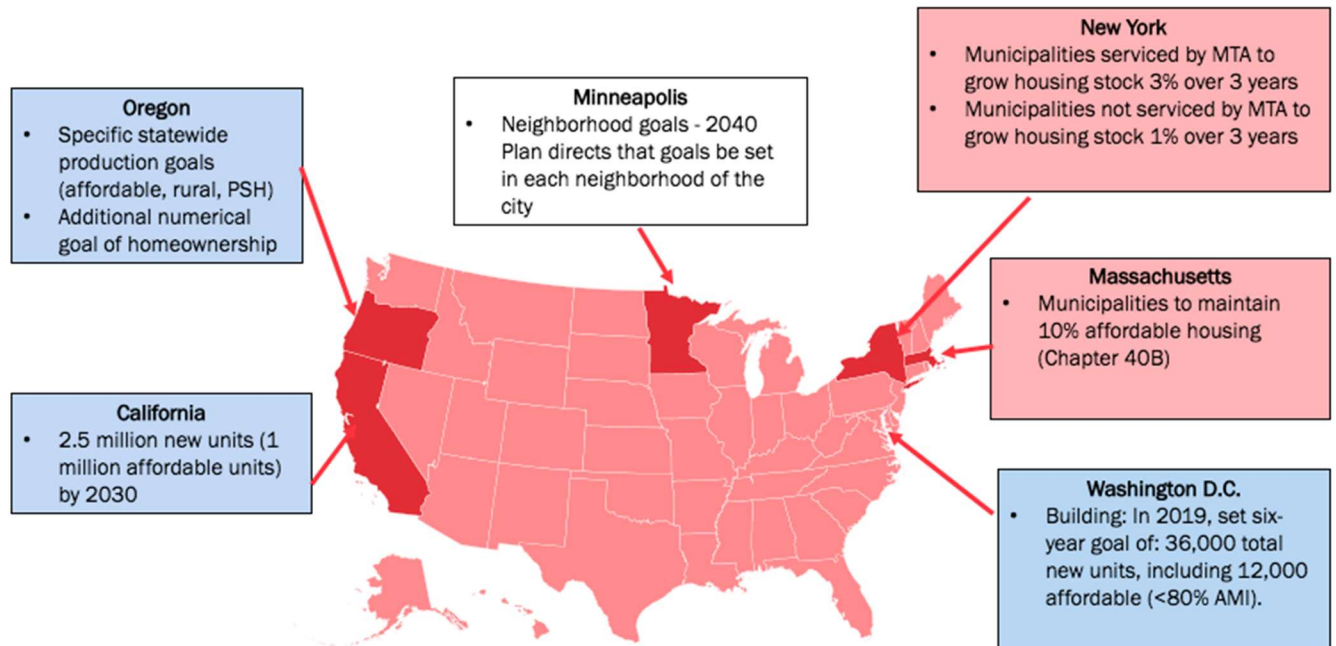 New York
• Municipalities serviced by MTA to
grow housing stock 3% over 3 years
• Municipalities not serviced by MTA to
grow housing stock 1% over 3 years
Minneapolis
• Neighborhood goals - 2040
Plan directs that goals be set
in each neighborhood of the
city
Oregon
• Specific statewide
production goals
(affordable, rural, PSH)
• Additional numerical
goal of homeownership
Massachusetts
• Municipalities to maintain
10% affordable housing
(Chapter 40B)
California
• 2.5 million new units (1
million affordable units)
by 2030
Washington D.C.
• Building: In 2019, set six-
year goal of: 36,000 total
new units, including 12,000
affordable (<80% AMI).